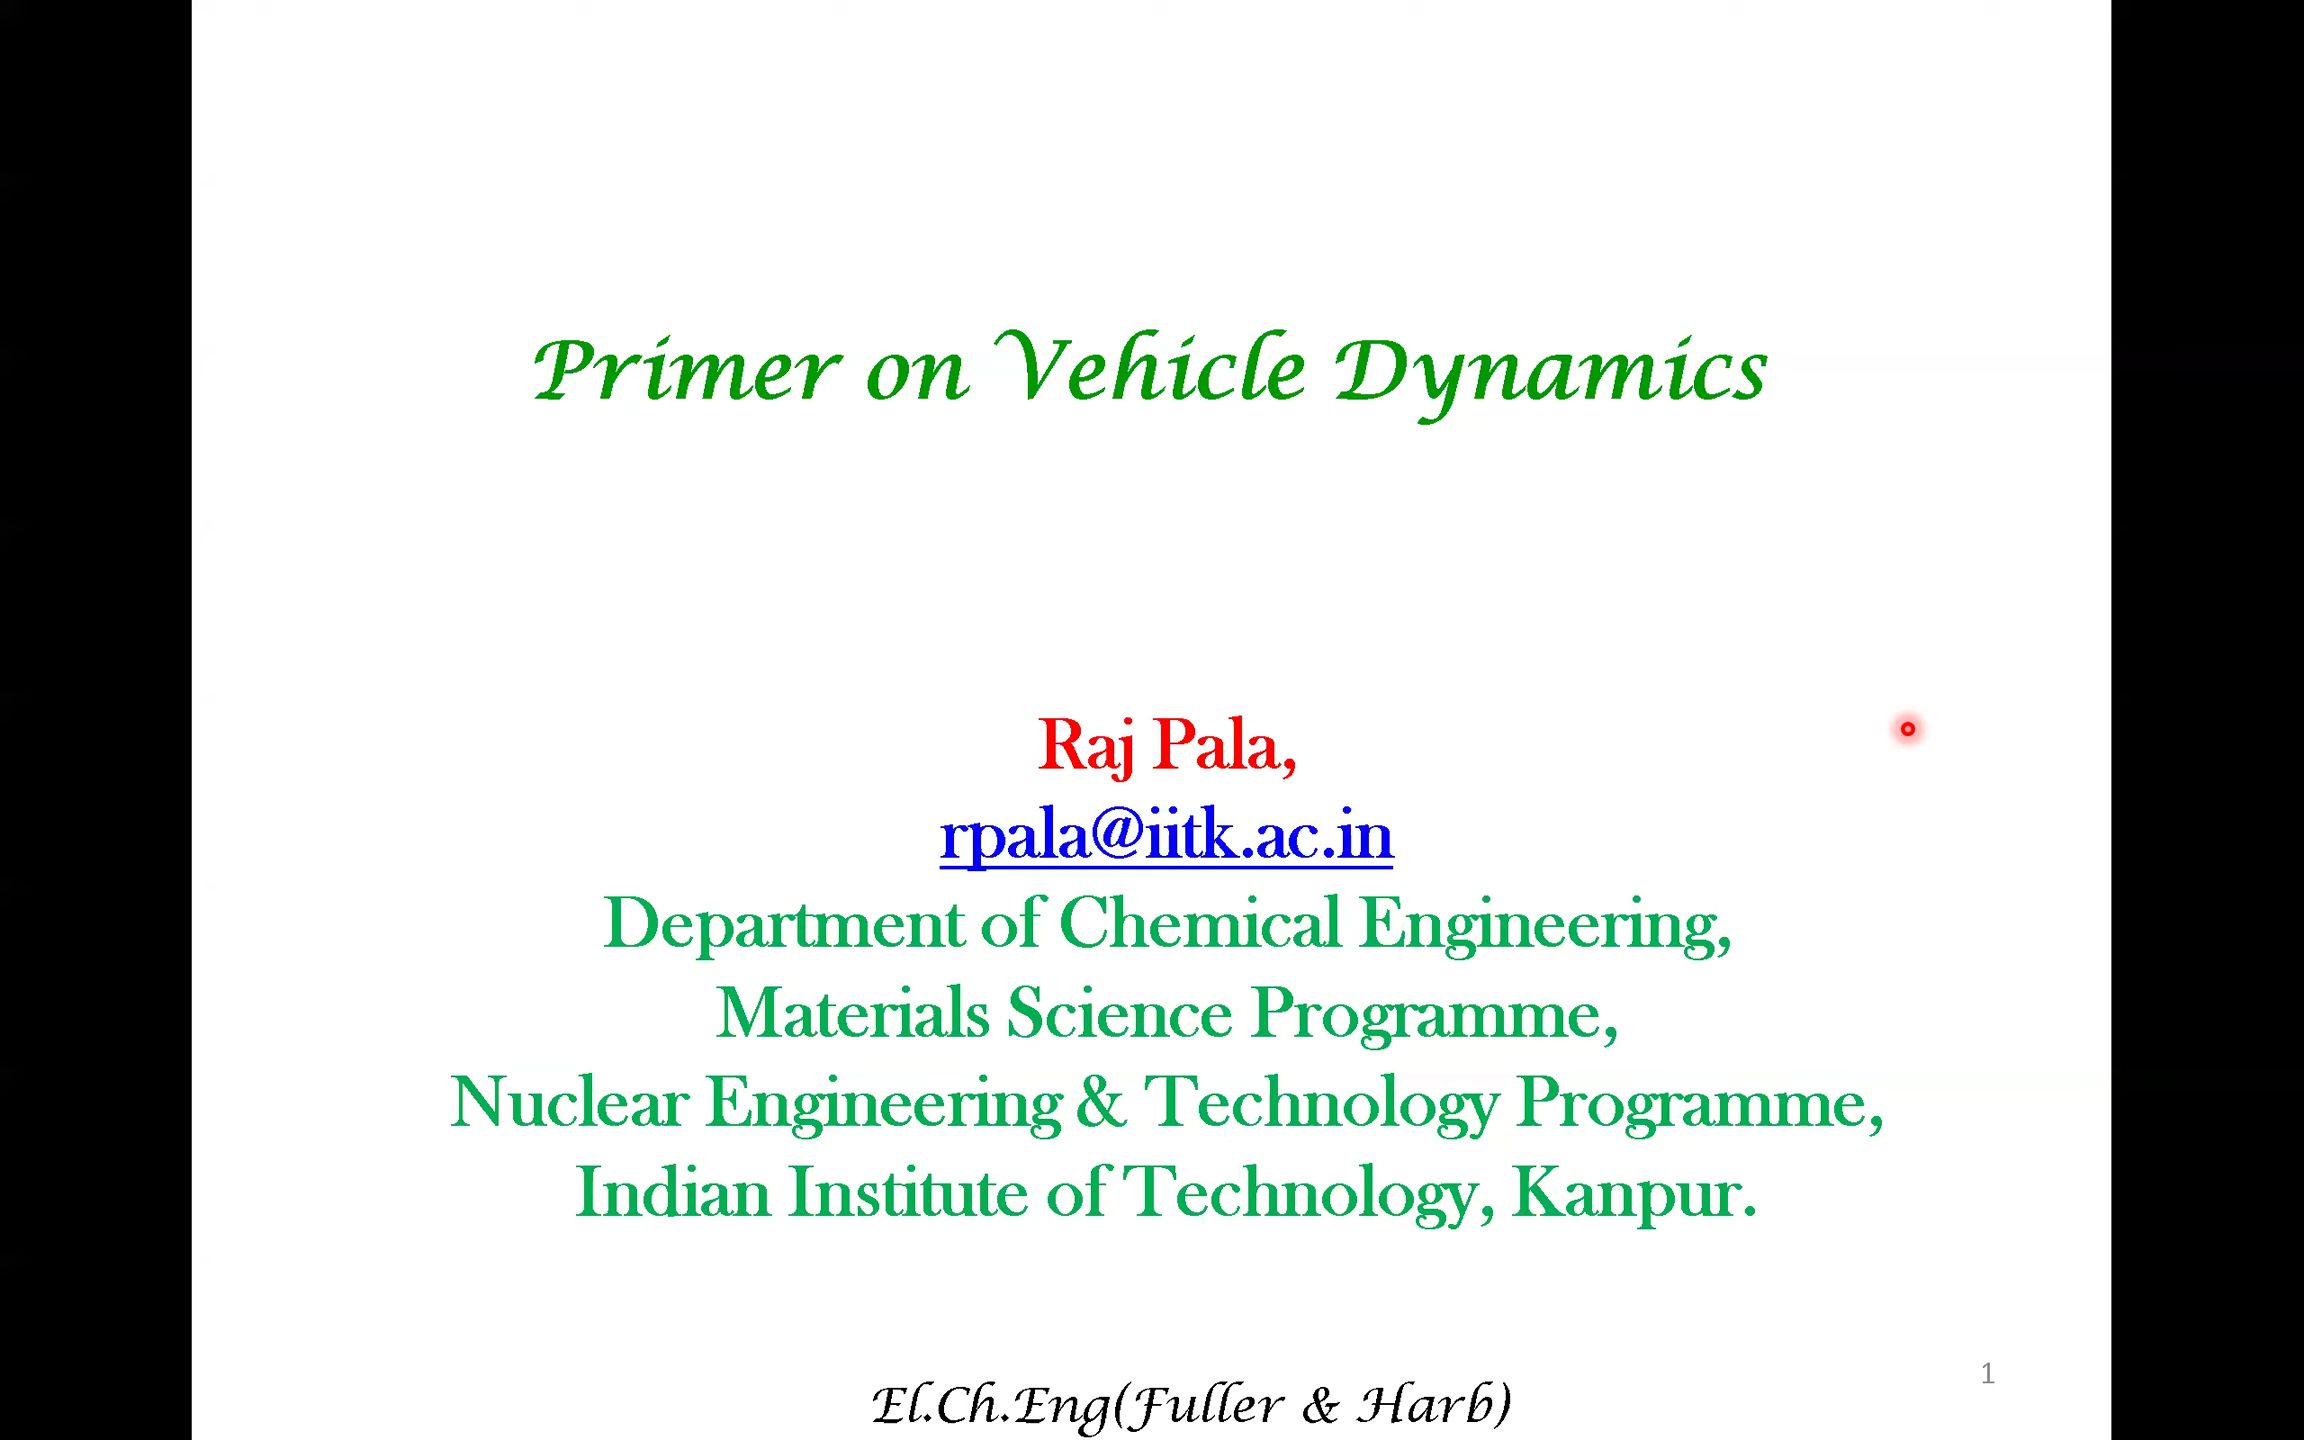 Primer on Vehicle Dynamics
Raj Pala,
rpala@iitk.ac.in
Department of Chemical Engineering,
Materials Science Programme,
Nuclear Engineering & Technology Programme,
Indian Institute of Technology, Kanpur.
El.Ch.Eng(Fuller & Harb)
1